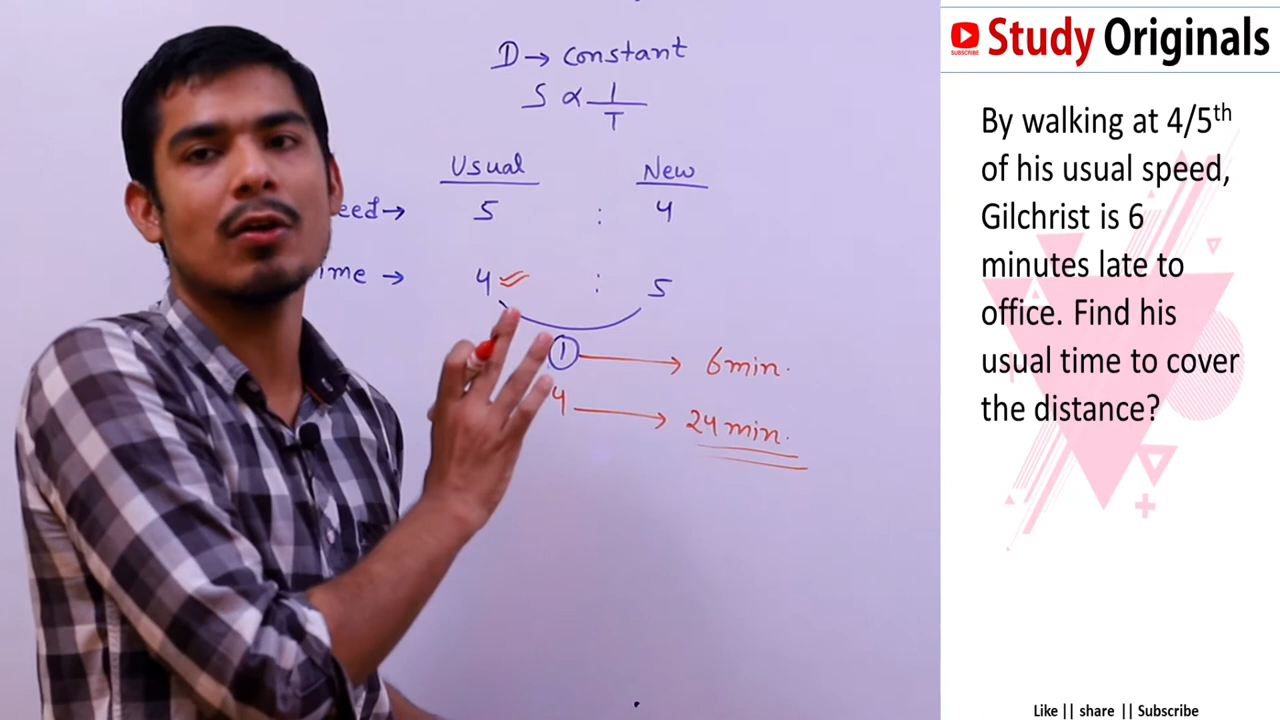 D → constant
S ∝ 1/T
Usual New
eed → 5 : 4
ime → 4 : 5
1 → 6 min.
4 → 24 min.
SUBSCRIBE
Study Originals
By walking at 4/5th
of his usual speed,
Gilchrist is 6
minutes late to
office. Find his
usual time to cover
the distance?
Like || share || Subscribe